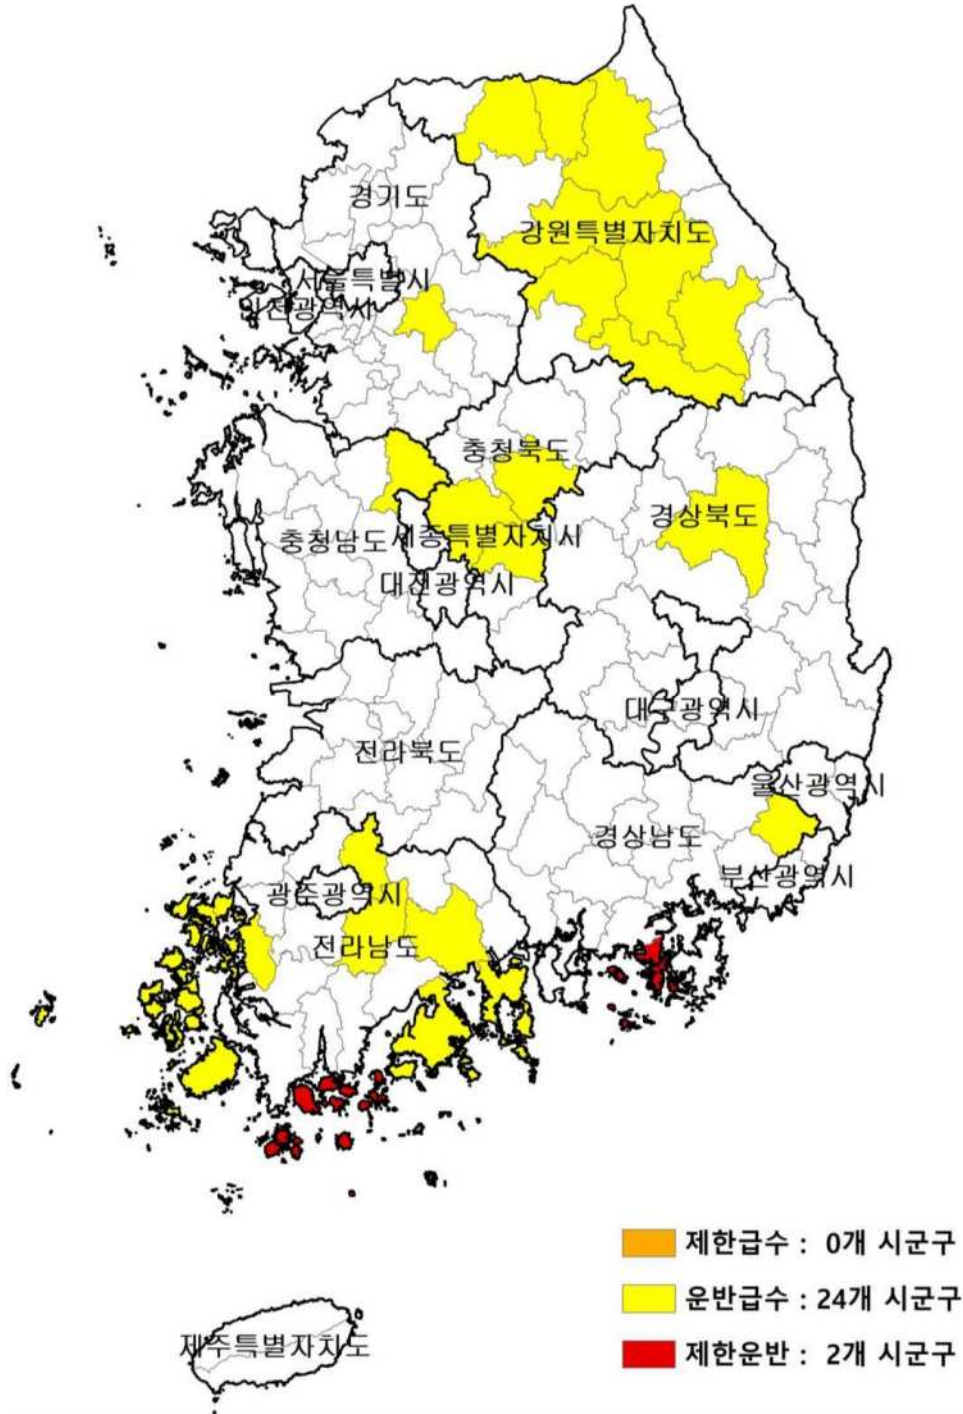 경기도
강원특별자치도
서울특별시
인천광역시
충청북도
경상북도
충청남도
세종특별자치시
대전광역시
대구광역시
전라북도
울산광역시
경상남도
부산광역시
광주광역시
전라남도
제한급수 : 0개 시군구
운반급수 : 24개 시군구
제한운반 : 2개 시군구
제주특별자치도